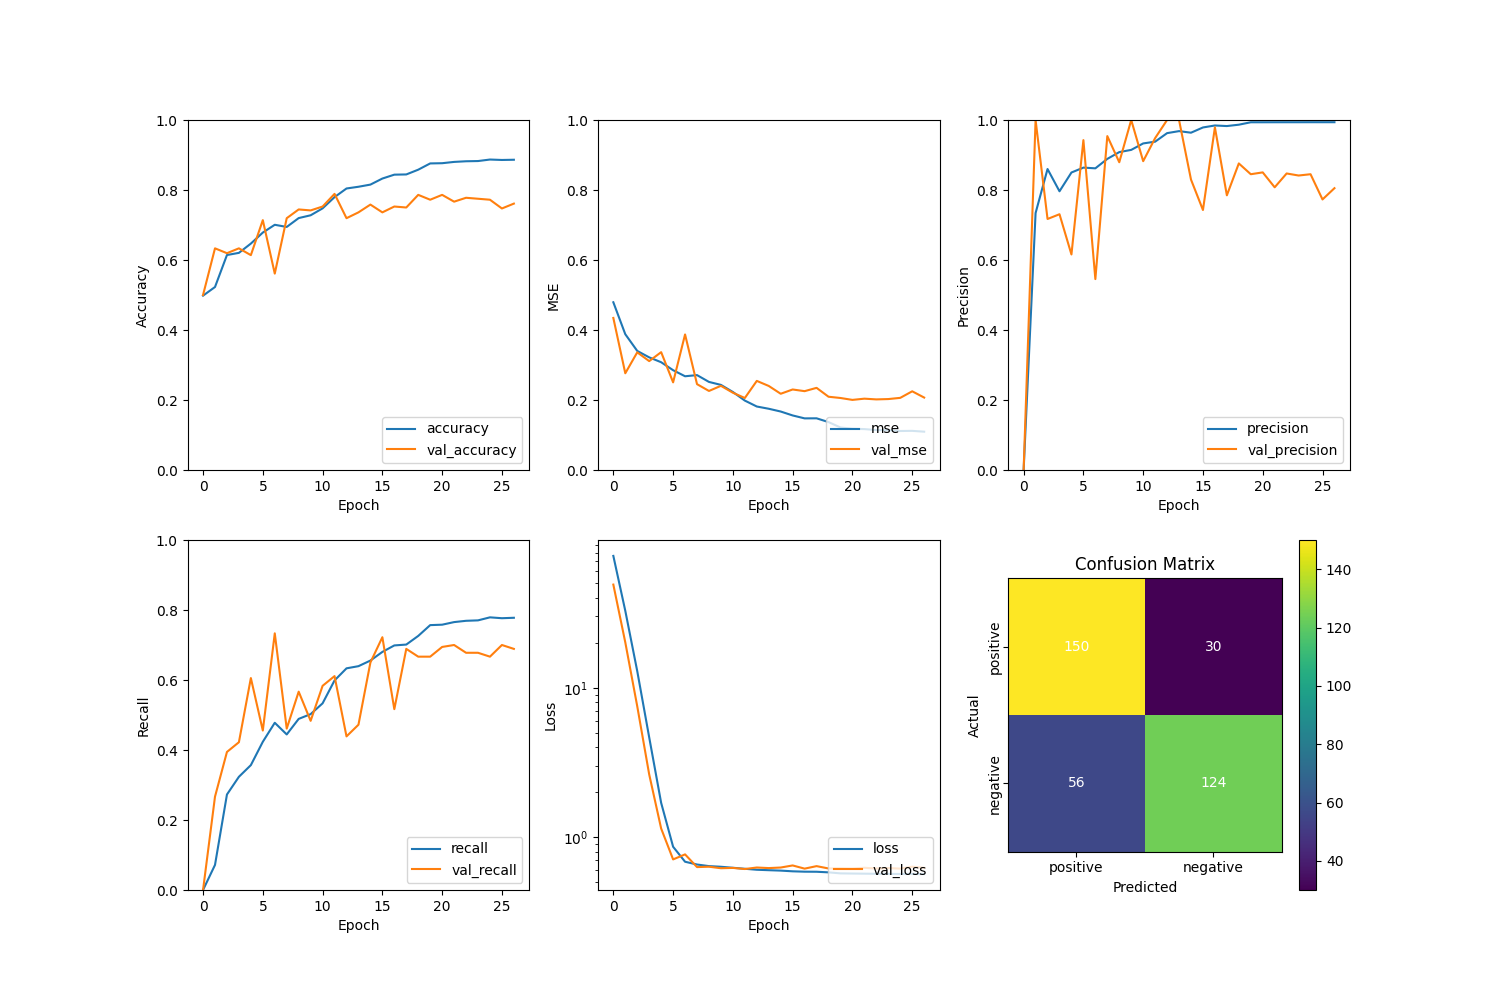 1.0
0.8
0.6
0.4
0.2
0.0
Accuracy
0 5 10 15 20 25
Epoch
accuracy
val_accuracy
1.0
0.8
0.6
0.4
0.2
0.0
MSE
0 5 10 15 20 25
Epoch
mse
val_mse
1.0
0.8
0.6
0.4
0.2
0.0
Precision
0 5 10 15 20 25
Epoch
precision
val_precision
1.0
0.8
0.6
0.4
0.2
0.0
Recall
0 5 10 15 20 25
Epoch
recall
val_recall
10¹
10⁰
Loss
0 5 10 15 20 25
Epoch
loss
val_loss
Confusion Matrix
Actual
positive
negative
150 30
56 124
positive negative
Predicted
140
120
100
80
60
40